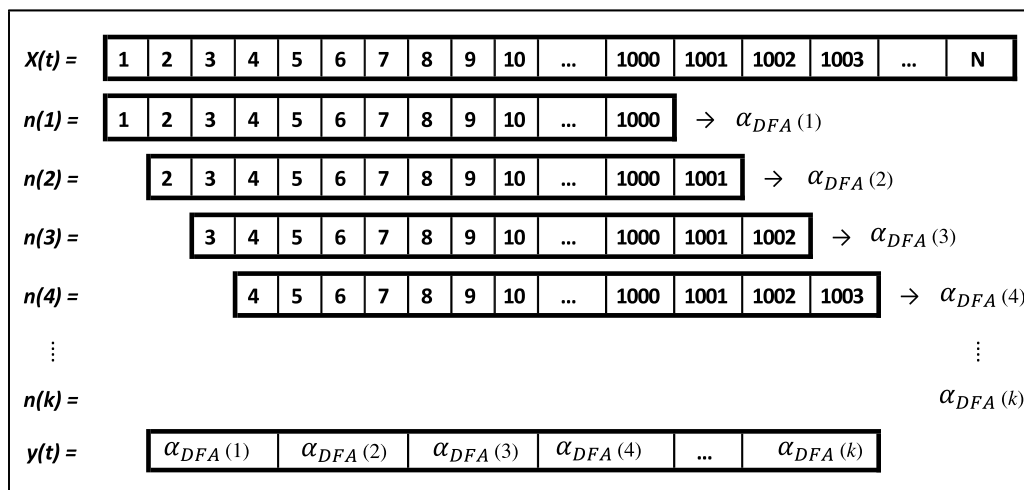 X(t) = 1 2 3 4 5 6 7 8 9 10 ... 1000 1001 1002 1003 ... N
n(1) = 1 2 3 4 5 6 7 8 9 10 ... 1000 → α_DFA (1)
n(2) = 2 3 4 5 6 7 8 9 10 ... 1000 1001 → α_DFA (2)
n(3) = 3 4 5 6 7 8 9 10 ... 1000 1001 1002 → α_DFA (3)
n(4) = 4 5 6 7 8 9 10 ... 1000 1001 1002 1003 → α_DFA (4)
⋮ ⋮
n(k) = α_DFA (k)
y(t) = α_DFA (1) α_DFA (2) α_DFA (3) α_DFA (4) ... α_DFA (k)